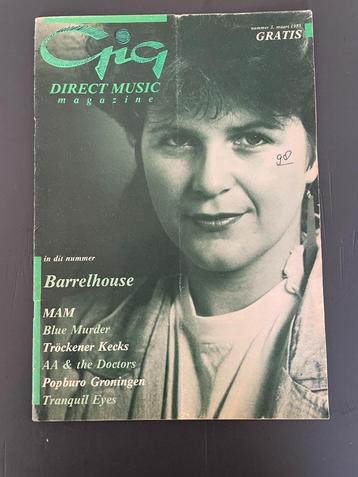 Gig
nummer 3. maart 1985
GRATIS
DIRECT MUSIC
magazine
98
in dit nummer
Barrelhouse
MAM
Blue Murder
Tröckener Kecks
AA & the Doctors
Popburo Groningen
Tranquil Eyes